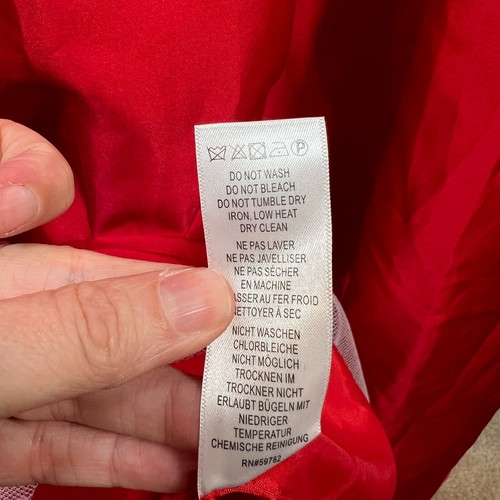 DO NOT WASH
DO NOT BLEACH
DO NOT TUMBLE DRY
IRON, LOW HEAT
DRY CLEAN
NE PAS LAVER
NE PAS JAVELLISER
NE PAS SÉCHER
EN MACHINE
ASSER AU FER FROID
NETTOYER À SEC
NICHT WASCHEN
CHLORBLEICHE
NICHT MÖGLICH
TROCKNEN IM
TROCKNER NICHT
ERLAUBT BÜGELN MIT
NIEDRIGER
TEMPERATUR
CHEMISCHE REINIGUNG
RN#59782